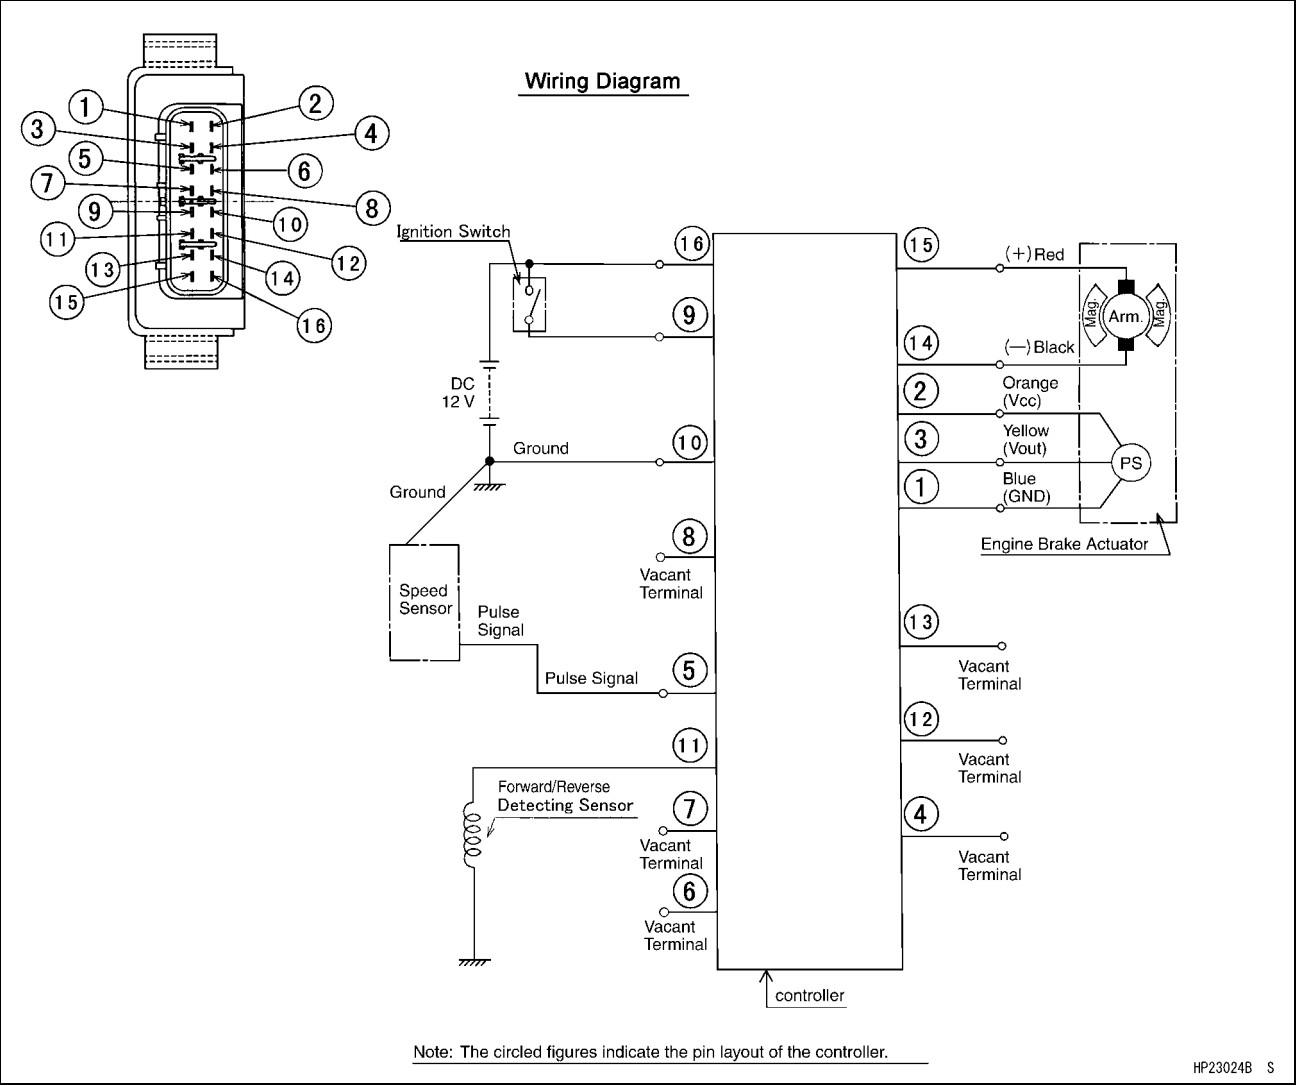 Wiring Diagram
1
2
3
4
5
6
7
8
9
10
11
12
13
14
15
16
Ignition Switch
16
9
DC
12 V
10
Ground
Ground
Speed
Sensor
8
Vacant
Terminal
Pulse
Signal
5
Pulse Signal
11
Forward/Reverse
Detecting Sensor
7
Vacant
Terminal
6
Vacant
Terminal
controller
15
(+) Red
Mag.
Arm.
Mag.
14
(—) Black
2
Orange
(Vcc)
3
Yellow
(Vout)
PS
1
Blue
(GND)
Engine Brake Actuator
13
Vacant
Terminal
12
Vacant
Terminal
4
Vacant
Terminal
Note: The circled figures indicate the pin layout of the controller.
HP23024B S